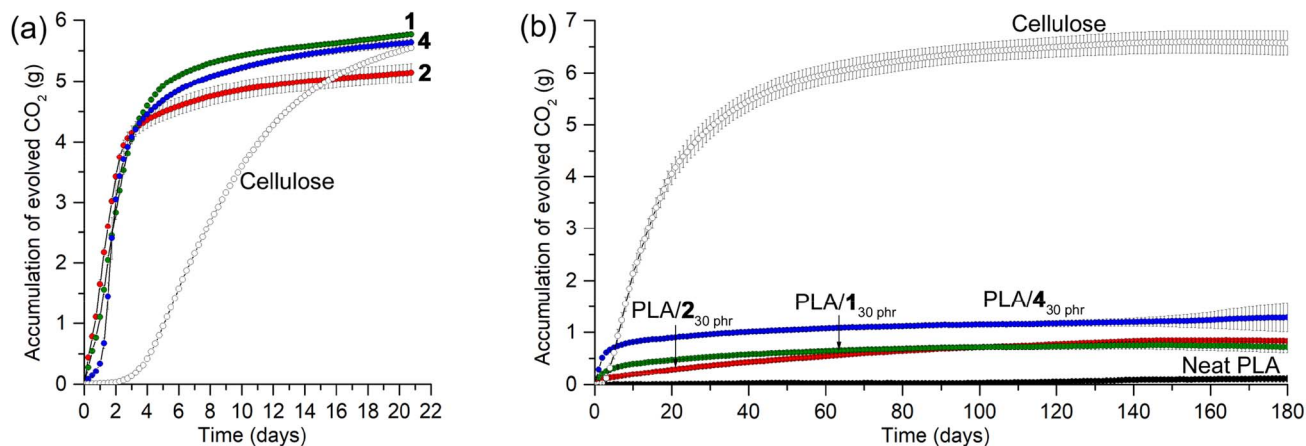 (a)
Accumulation of evolved CO2 (g)
6
5
4
3
2
1
0
1
4
2
Cellulose
0 2 4 6 8 10 12 14 16 18 20 22
Time (days)
(b)
Accumulation of evolved CO2 (g)
7
6
5
4
3
2
1
0
Cellulose
PLA/2 30 phr
PLA/1 30 phr
PLA/4 30 phr
Neat PLA
0 20 40 60 80 100 120 140 160 180
Time (days)